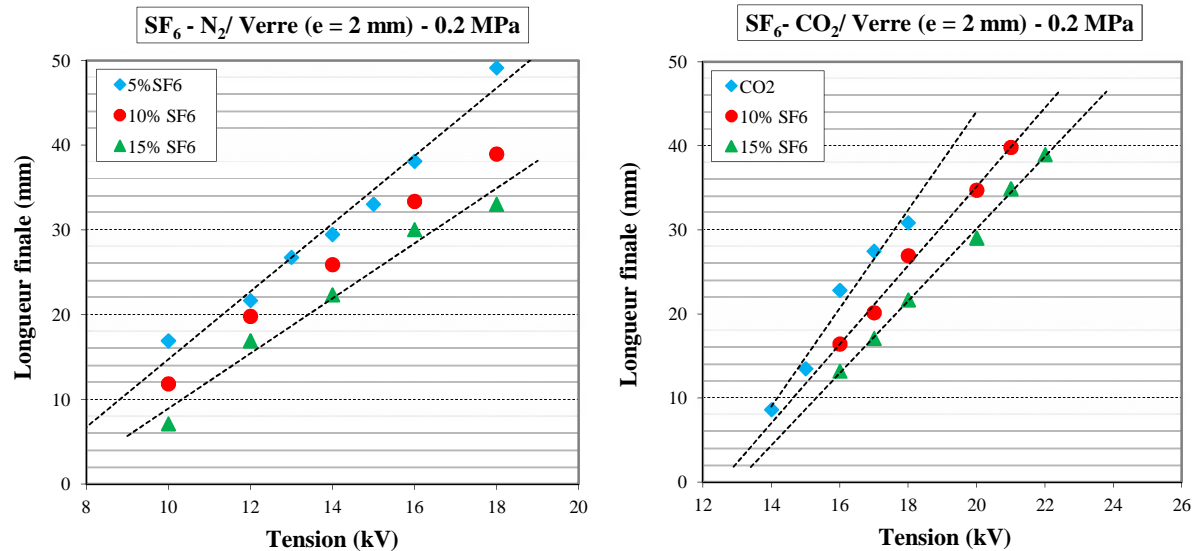 SF₆ - N₂/ Verre (e = 2 mm) - 0.2 MPa
Longueur finale (mm)
50
40
30
20
10
0
5%SF6
10% SF6
15% SF6
8 10 12 14 16 18 20
Tension (kV)
SF₆- CO₂/ Verre (e = 2 mm) - 0.2 MPa
Longueur finale (mm)
50
40
30
20
10
0
CO2
10% SF6
15% SF6
12 14 16 18 20 22 24 26
Tension (kV)